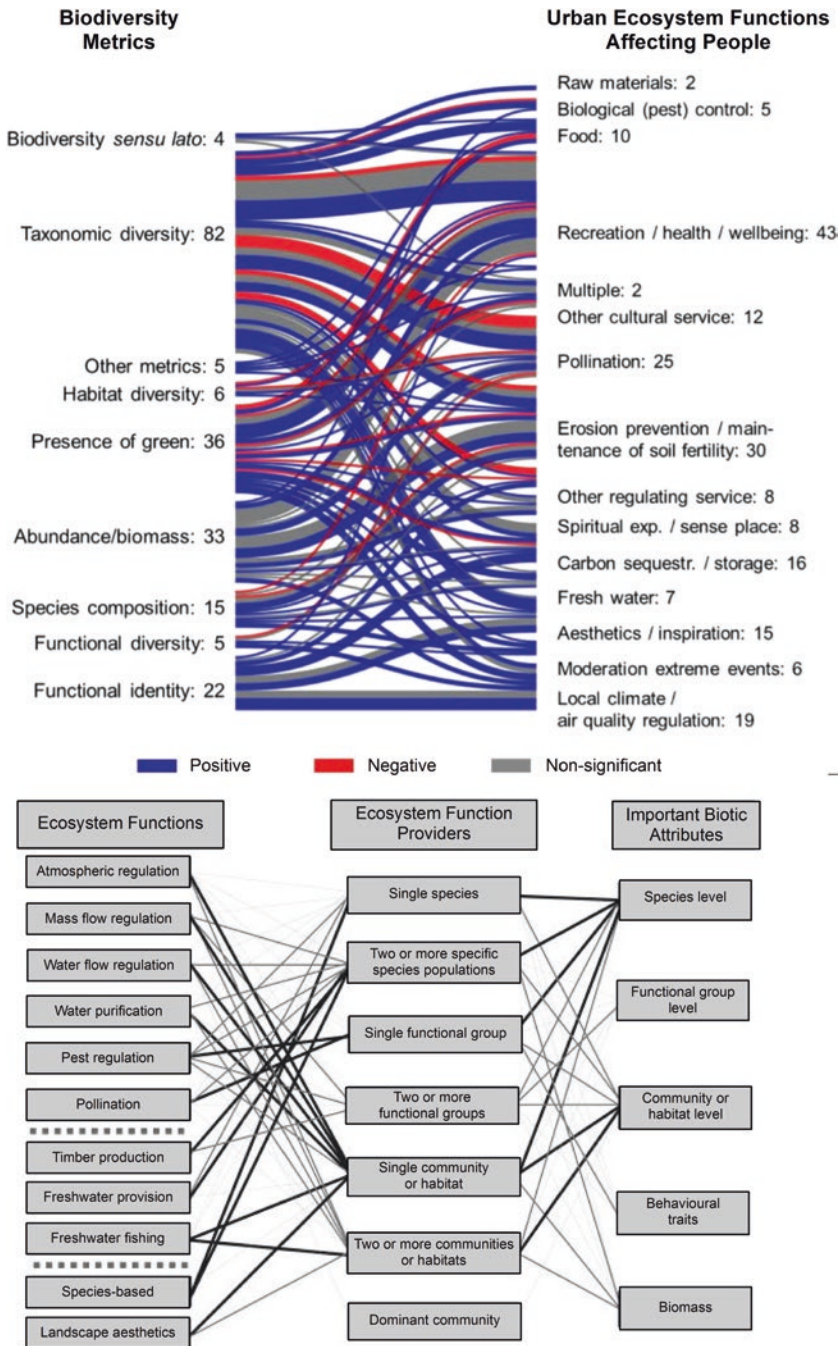 Biodiversity
Metrics
Urban Ecosystem Functions
Affecting People
Biodiversity sensu lato: 4
Taxonomic diversity: 82
Other metrics: 5
Habitat diversity: 6
Presence of green: 36
Abundance/biomass: 33
Species composition: 15
Functional diversity: 5
Functional identity: 22
Raw materials: 2
Biological (pest) control: 5
Food: 10
Recreation / health / wellbeing: 43
Multiple: 2
Other cultural service: 12
Pollination: 25
Erosion prevention / main-
tenance of soil fertility: 30
Other regulating service: 8
Spiritual exp. / sense place: 8
Carbon sequestr. / storage: 16
Fresh water: 7
Aesthetics / inspiration: 15
Moderation extreme events: 6
Local climate /
air quality regulation: 19
Positive
Negative
Non-significant
Ecosystem Functions
Atmospheric regulation
Mass flow regulation
Water flow regulation
Water purification
Pest regulation
Pollination
Timber production
Freshwater provision
Freshwater fishing
Species-based
Landscape aesthetics
Ecosystem Function
Providers
Single species
Two or more specific
species populations
Single functional group
Two or more
functional groups
Single community
or habitat
Two or more communities
or habitats
Dominant community
Important Biotic
Attributes
Species level
Functional group
level
Community or
habitat level
Behavioural
traits
Biomass